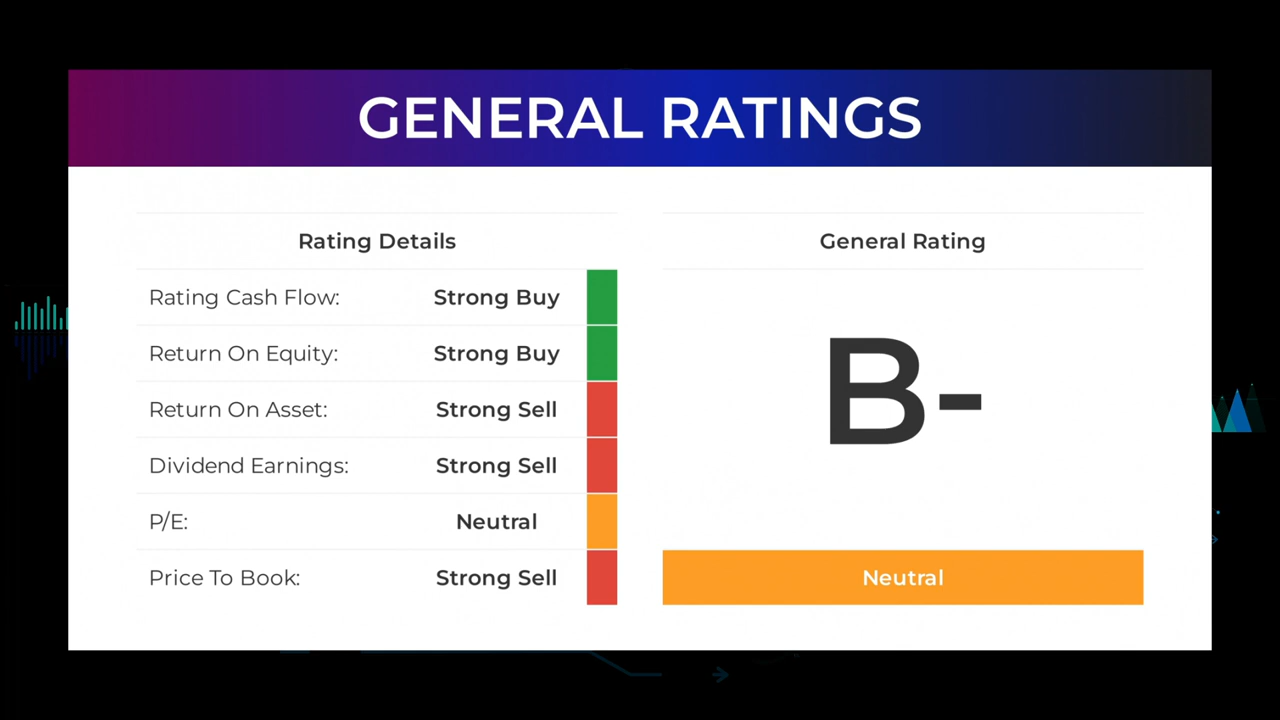 GENERAL RATINGS
Rating Details
Rating Cash Flow: Strong Buy
Return On Equity: Strong Buy
Return On Asset: Strong Sell
Dividend Earnings: Strong Sell
P/E: Neutral
Price To Book: Strong Sell
General Rating
B-
Neutral